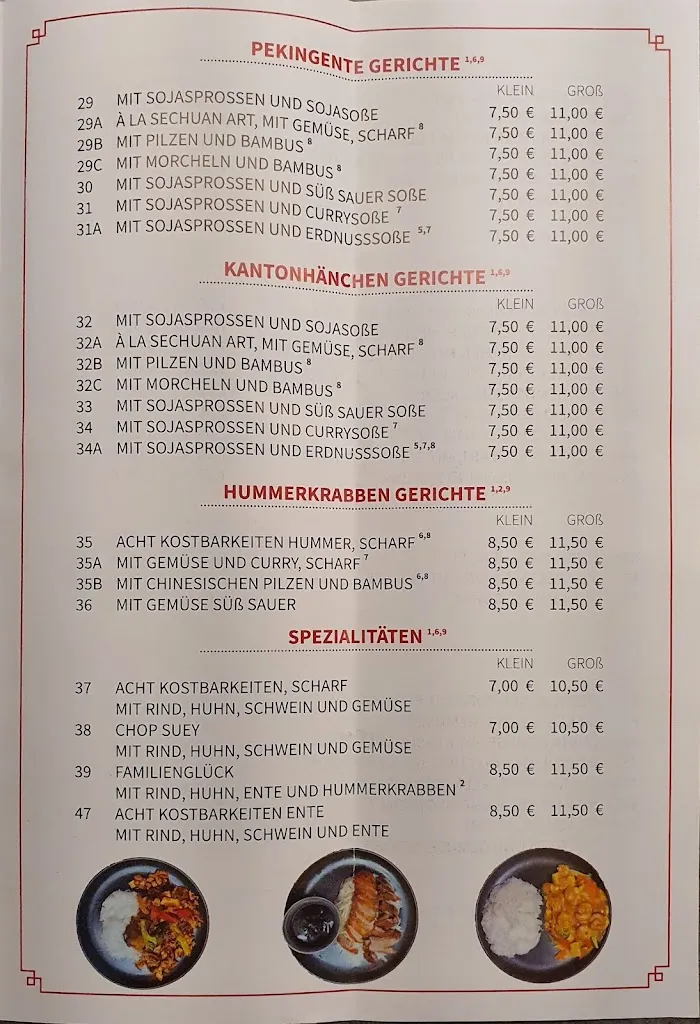 PEKINGENTE GERICHTE 1,6,9
KLEIN GROß
29 MIT SOJASPROSSEN UND SOJASOßE 7,50 € 11,00 €
29A À LA SECHUAN ART, MIT GEMÜSE, SCHARF 8 7,50 € 11,00 €
29B MIT PILZEN UND BAMBUS 8 7,50 € 11,00 €
29C MIT MORCHELN UND BAMBUS 8 7,50 € 11,00 €
30 MIT SOJASPROSSEN UND SÜß SAUER SOßE 7,50 € 11,00 €
31 MIT SOJASPROSSEN UND CURRYSOßE 7 7,50 € 11,00 €
31A MIT SOJASPROSSEN UND ERDNUSSSOßE 5,7 7,50 € 11,00 €
KANTONHÄNCHEN GERICHTE 1,6,9
KLEIN GROß
32 MIT SOJASPROSSEN UND SOJASOßE 7,50 € 11,00 €
32A À LA SECHUAN ART, MIT GEMÜSE, SCHARF 8 7,50 € 11,00 €
32B MIT PILZEN UND BAMBUS 8 7,50 € 11,00 €
32C MIT MORCHELN UND BAMBUS 8 7,50 € 11,00 €
33 MIT SOJASPROSSEN UND SÜß SAUER SOßE 7,50 € 11,00 €
34 MIT SOJASPROSSEN UND CURRYSOßE 7 7,50 € 11,00 €
34A MIT SOJASPROSSEN UND ERDNUSSSOßE 5,7,8 7,50 € 11,00 €
HUMMERKRABBEN GERICHTE 1,2,9
KLEIN GROß
35 ACHT KOSTBARKEITEN HUMMER, SCHARF 6,8 8,50 € 11,50 €
35A MIT GEMÜSE UND CURRY, SCHARF 7 8,50 € 11,50 €
35B MIT CHINESISCHEN PILZEN UND BAMBUS 6,8 8,50 € 11,50 €
36 MIT GEMÜSE SÜß SAUER 8,50 € 11,50 €
SPEZIALITÄTEN 1,6,9
KLEIN GROß
37 ACHT KOSTBARKEITEN, SCHARF 7,00 € 10,50 €
MIT RIND, HUHN, SCHWEIN UND GEMÜSE
38 CHOP SUEY 7,00 € 10,50 €
MIT RIND, HUHN, SCHWEIN UND GEMÜSE
39 FAMILIENGLÜCK 8,50 € 11,50 €
MIT RIND, HUHN, ENTE UND HUMMERKRABBEN 2
47 ACHT KOSTBARKEITEN ENTE 8,50 € 11,50 €
MIT RIND, HUHN, SCHWEIN UND ENTE